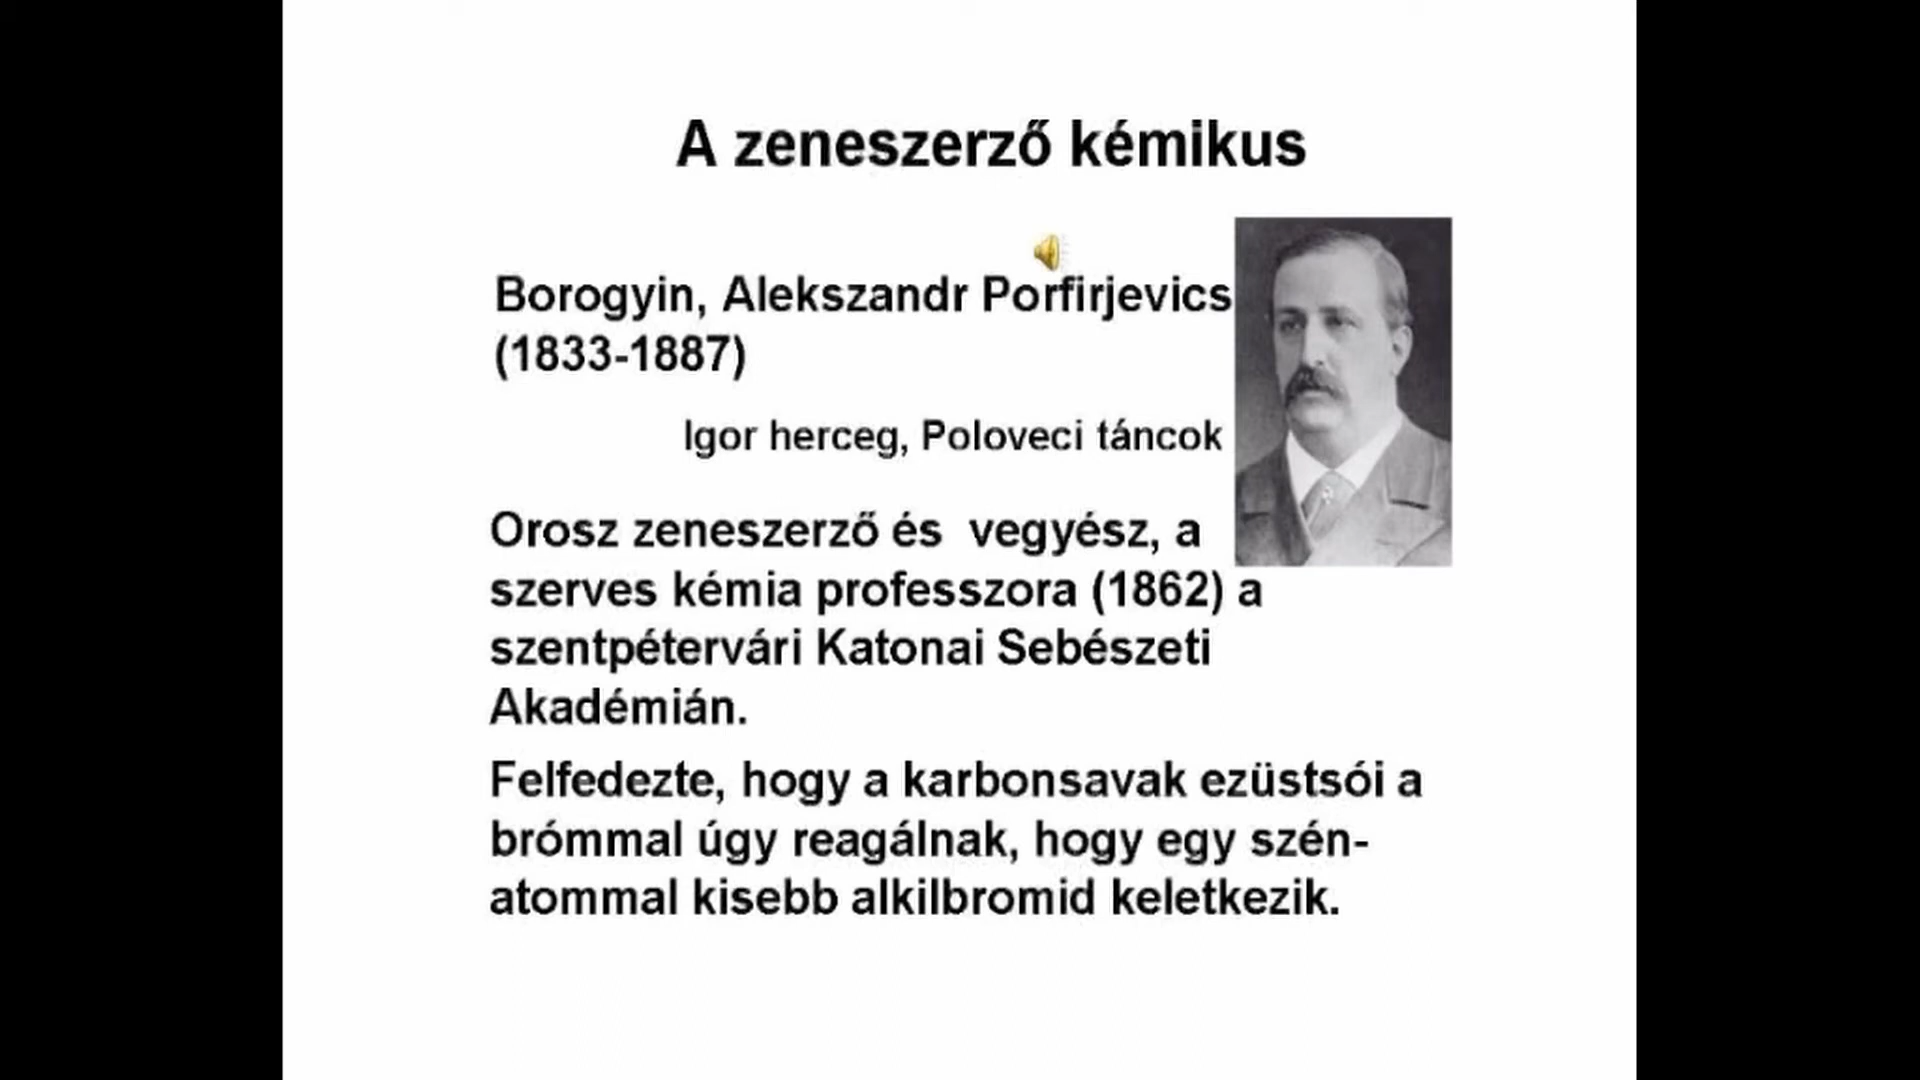 A zeneszerző kémikus
Borogyin, Alekszandr Porfirjevics
(1833-1887)
Igor herceg, Poloveci táncok
Orosz zeneszerző és vegyész, a
szerves kémia professzora (1862) a
szentpétervári Katonai Sebészeti
Akadémián.
Felfedezte, hogy a karbonsavak ezüstsói a
brómmal úgy reagálnak, hogy egy szén-
atommal kisebb alkilbromid keletkezik.